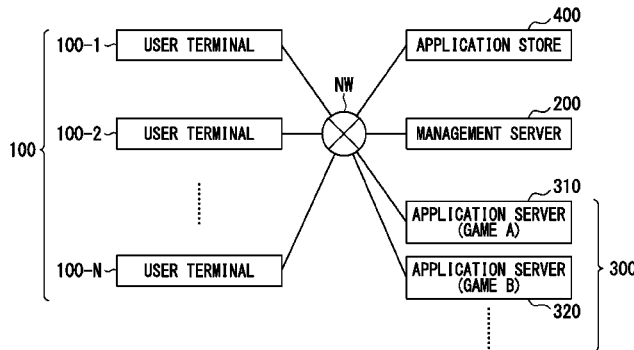 400
100-1 USER TERMINAL APPLICATION STORE
NW
200
100-2 USER TERMINAL MANAGEMENT SERVER
100
310
APPLICATION SERVER
(GAME A)
100-N USER TERMINAL
APPLICATION SERVER
(GAME B)
300
320